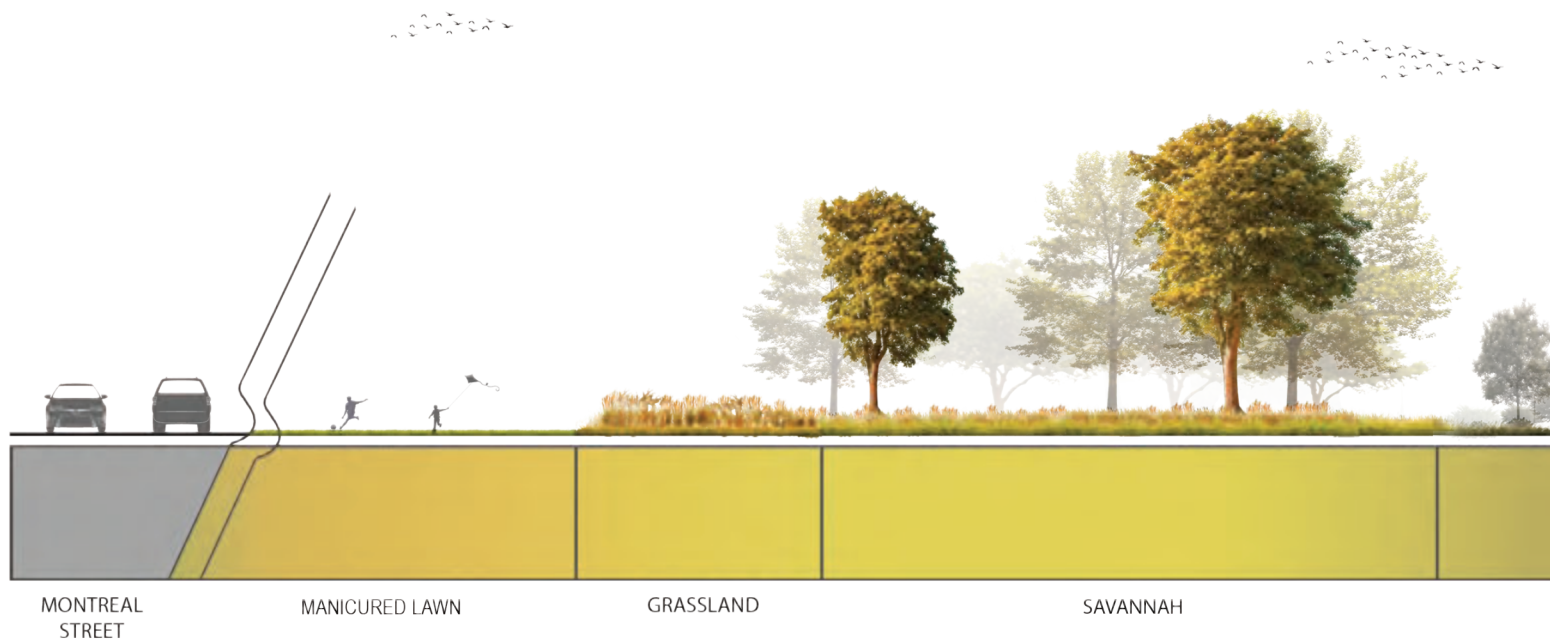 MONTREAL
STREET
MANICURED LAWN
GRASSLAND
SAVANNAH